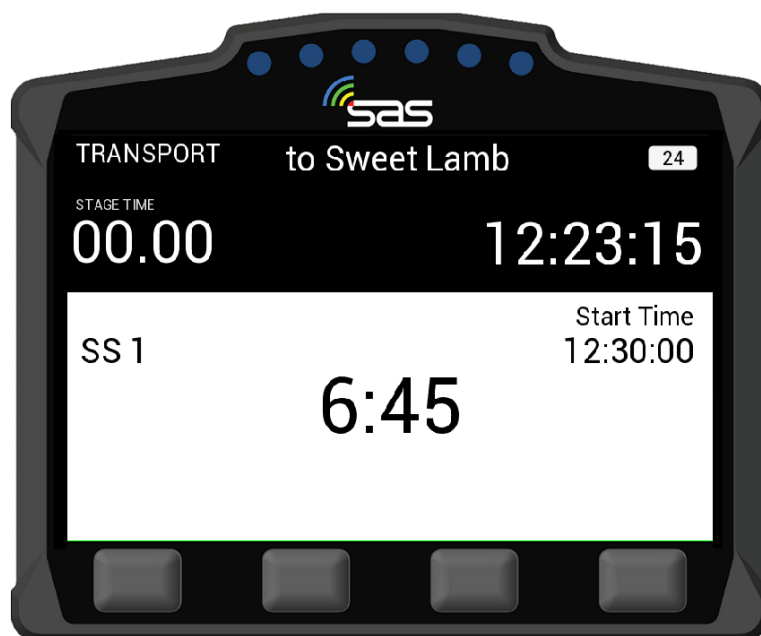 sas
TRANSPORT to Sweet Lamb 24
STAGE TIME
00.00 12:23:15
Start Time
SS 1 12:30:00
6:45